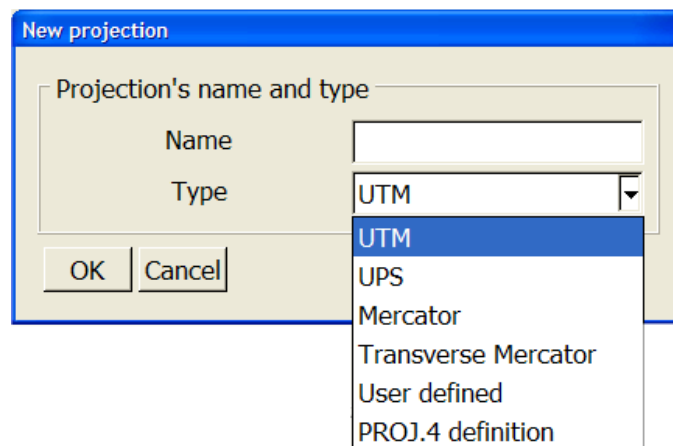 New projection
Projection's name and type
Name
Type UTM
UTM
UPS
OK Cancel
Mercator
Transverse Mercator
User defined
PROJ.4 definition